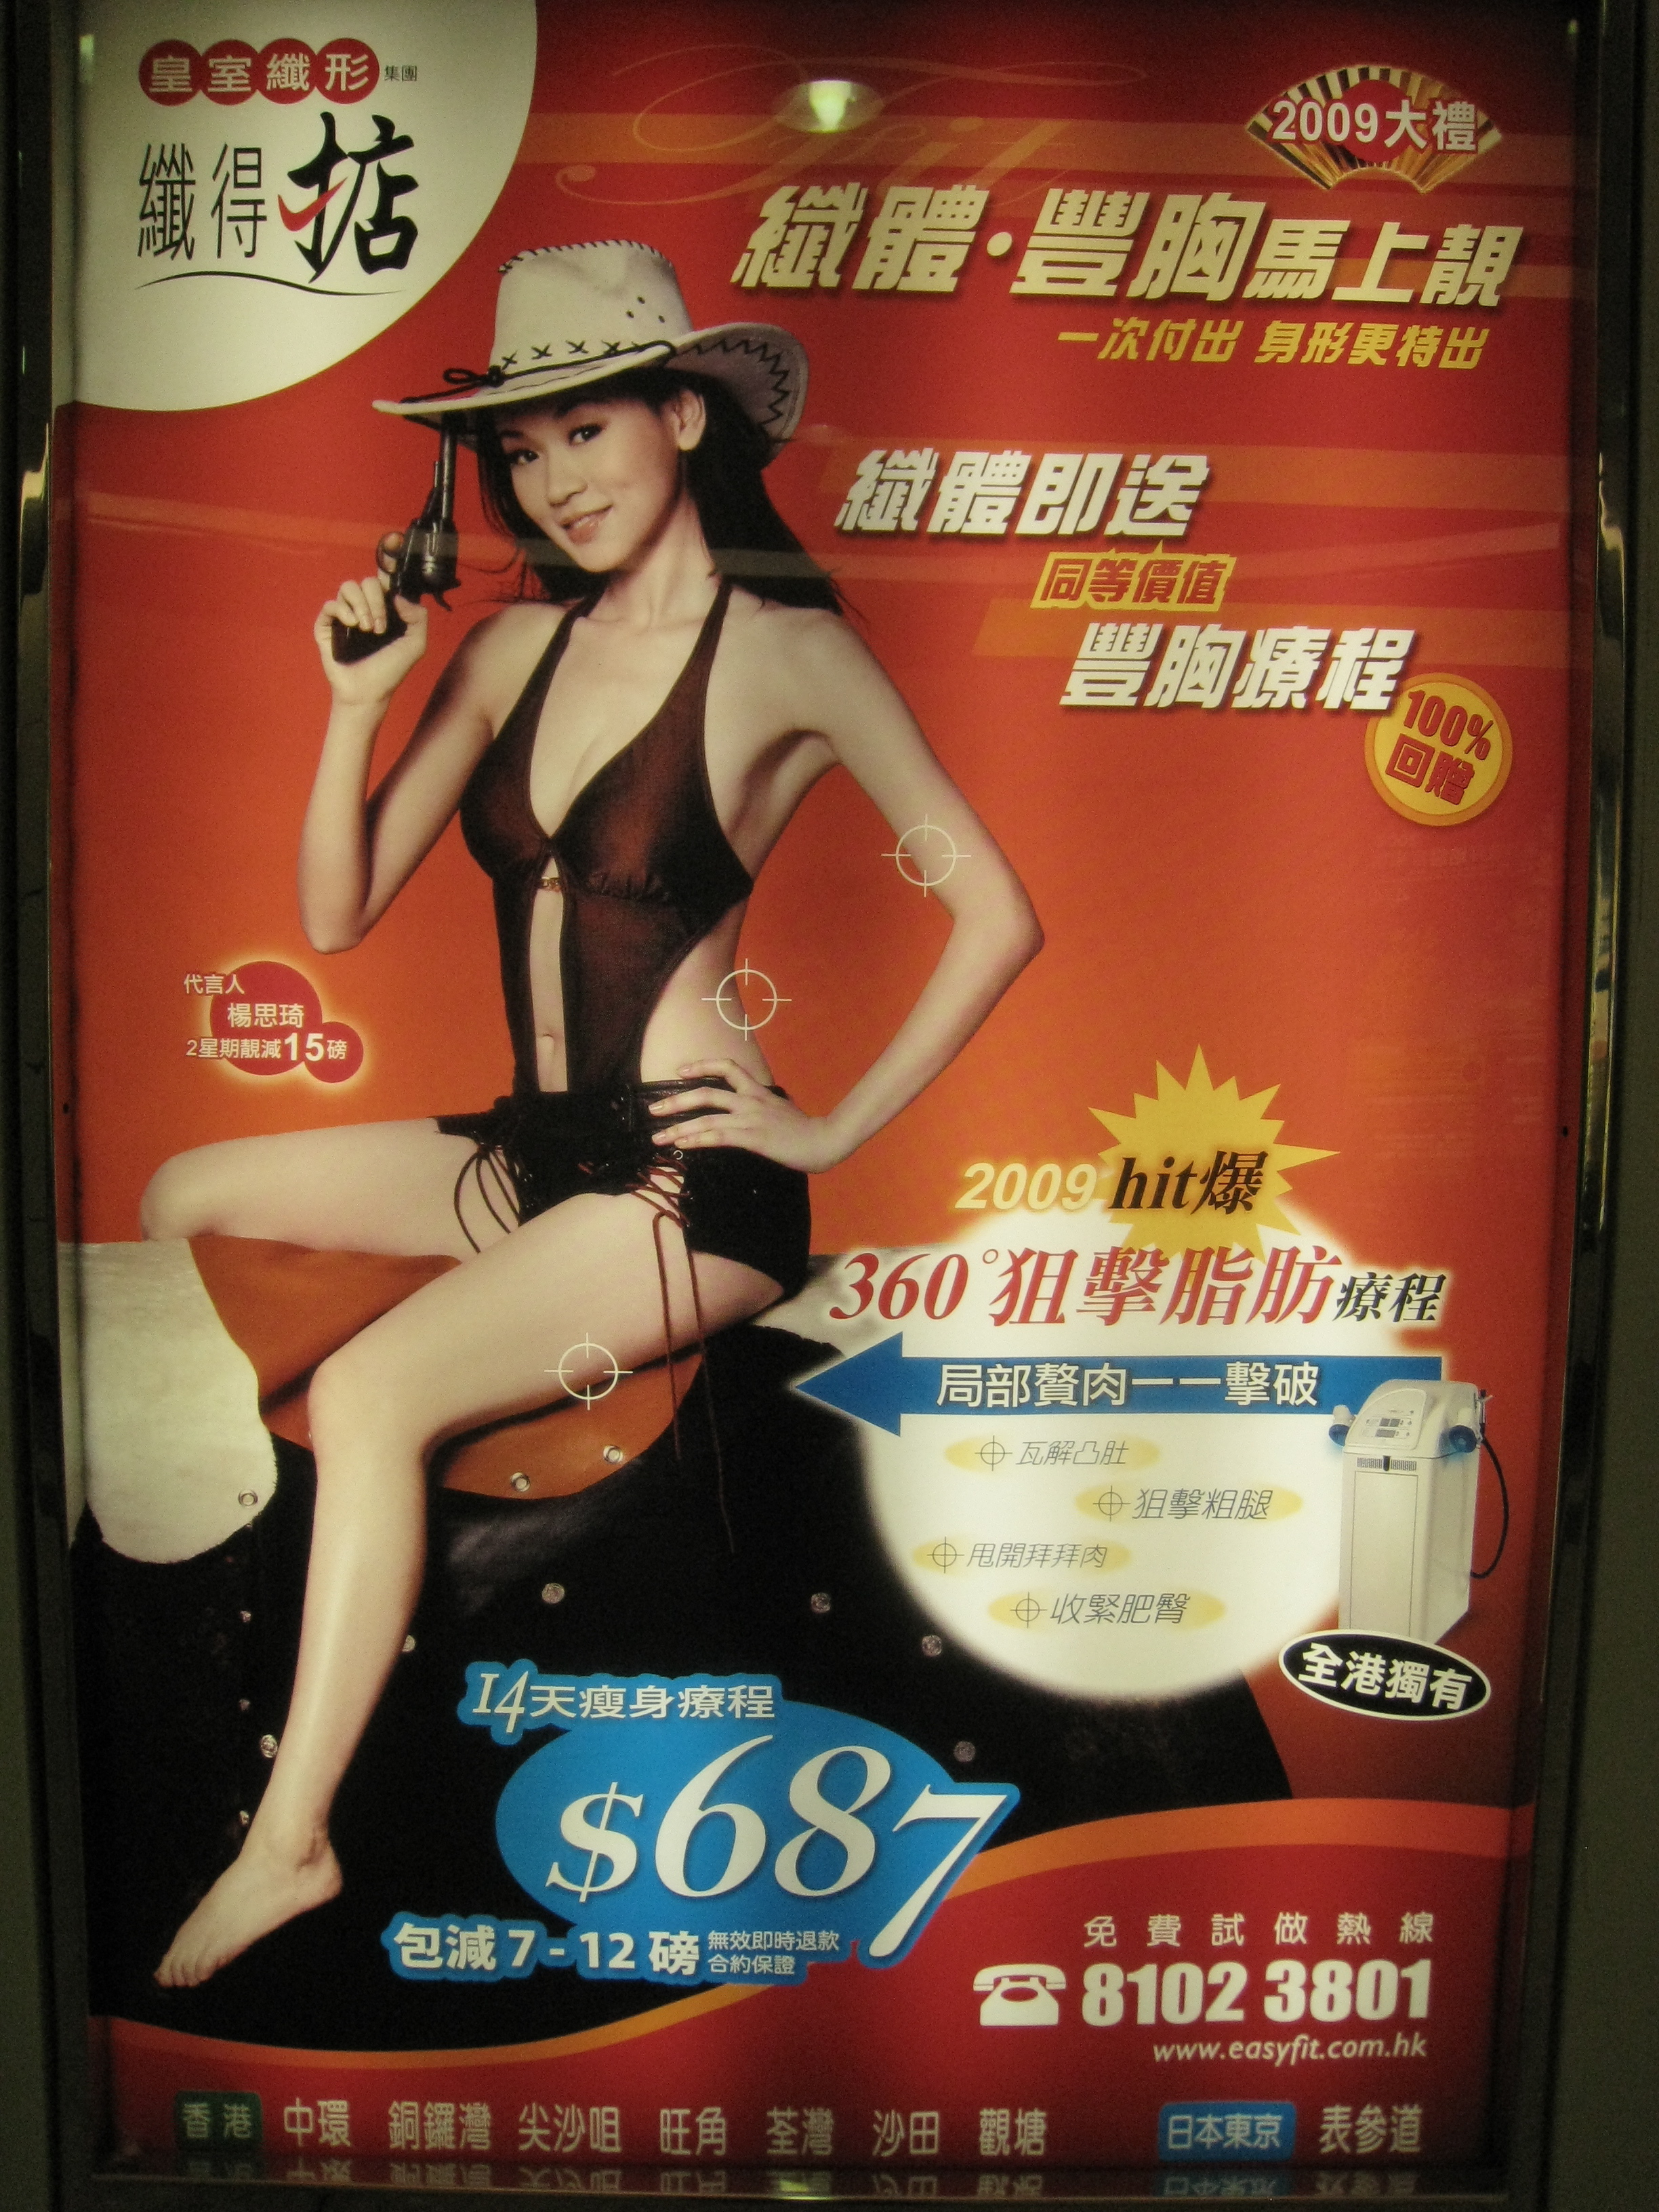 皇室纖形集團
纖得掂
Fit
2009大禮
纖體·豐胸馬上靚
一次付出 身形更特出
纖體即送
同等價值
豐胸療程
100%
回贈
代言人
楊思琦
2星期靚減15磅
2009 hit爆
360°狙擊脂肪療程
局部贅肉一一擊破
瓦解凸肚
狙擊粗腿
甩開拜拜肉
收緊肥臀
全港獨有
14天瘦身療程
$687
包減7-12磅
無效即時退款
合約保證
免費試做熱線
8102 3801
www.easyfit.com.hk
香港 中環 銅鑼灣 尖沙咀 旺角 荃灣 沙田 觀塘 日本東京 表參道